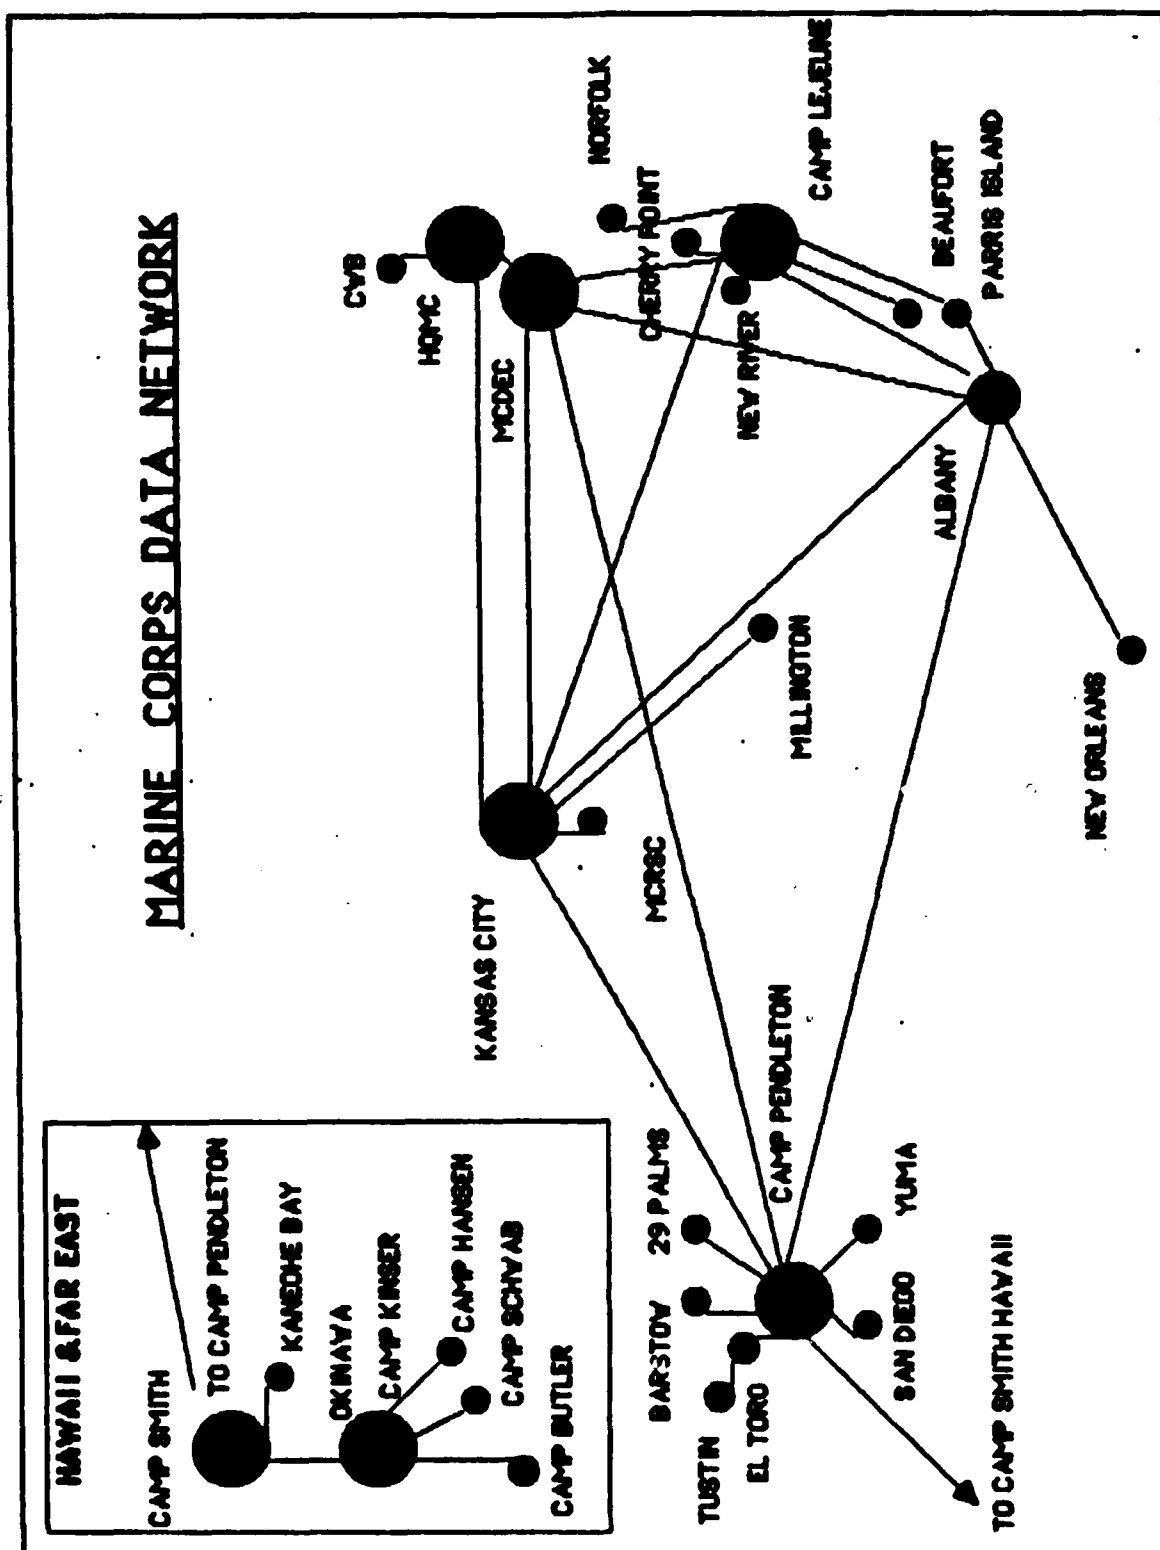 MARINE CORPS DATA NETWORK
HAWAII & FAR EAST
CAMP SMITH
TO CAMP PENDLETON
KANEOHE BAY
OKINAWA
CAMP KINSER
CAMP HANSEN
CAMP SCHWAB
CAMP BUTLER
CWB
HQMC
MCDEC
NORFOLK
CHERRY POINT
NEW RIVER
CAMP LEJEUNE
BEAUFORT
PARRIS ISLAND
ALBANY
KANSAS CITY
MCRSC
MILLINGTON
NEW ORLEANS
29 PALMS
CAMP PENDLETON
BARSTOW
YUMA
TUSTIN
EL TORO
SAN DIEGO
TO CAMP SMITH HAWAII